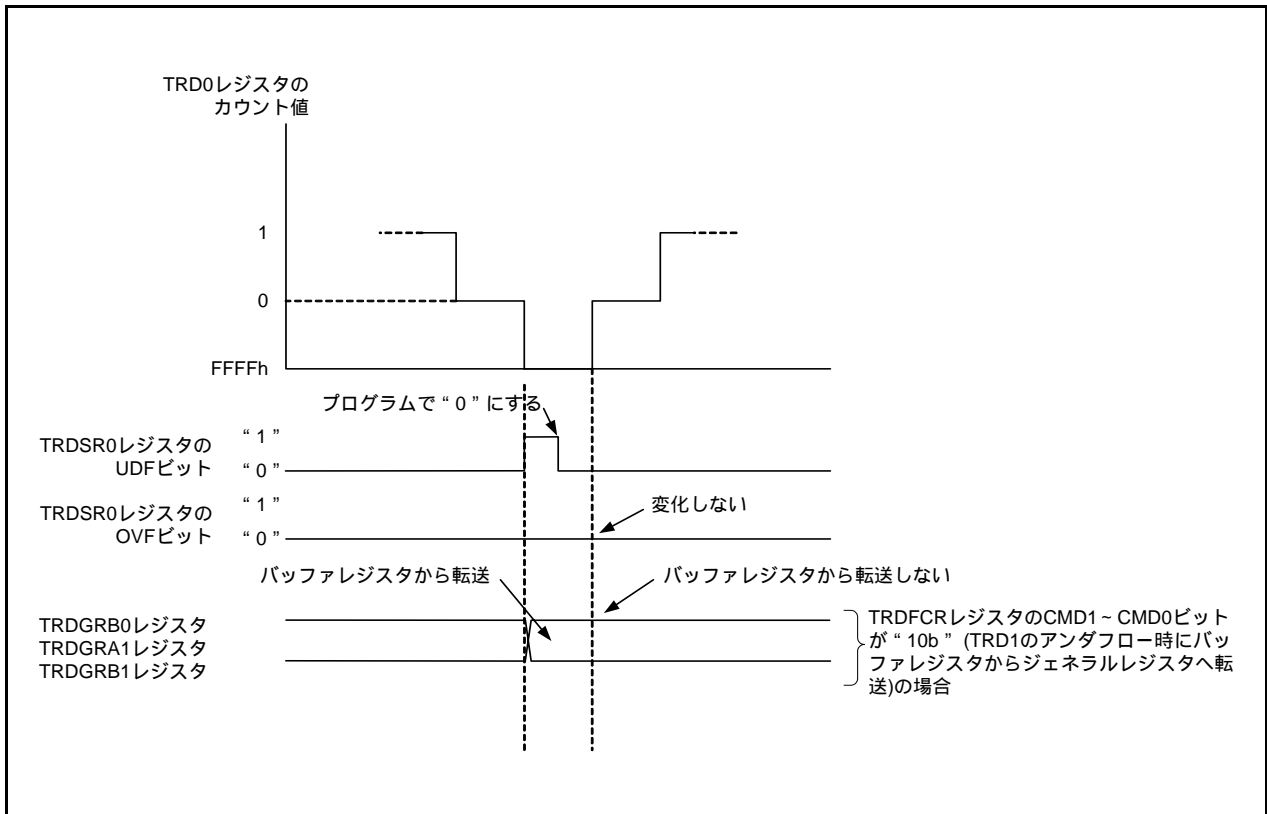 TRD0レジスタの
カウント値
1
0
FFFFh
プログラムで“0”にする
TRDSR0レジスタの
UDFビット
“1”
“0”
TRDSR0レジスタの
OVFビット
“1”
“0”
変化しない
バッファレジスタから転送
バッファレジスタから転送しない
TRDGRB0レジスタ
TRDGRA1レジスタ
TRDGRB1レジスタ
TRDFCRレジスタのCMD1~CMD0ビット
が“10b”(TRD1のアンダフロー時にバッ
ファレジスタからジェネラルレジスタへ転
送)の場合